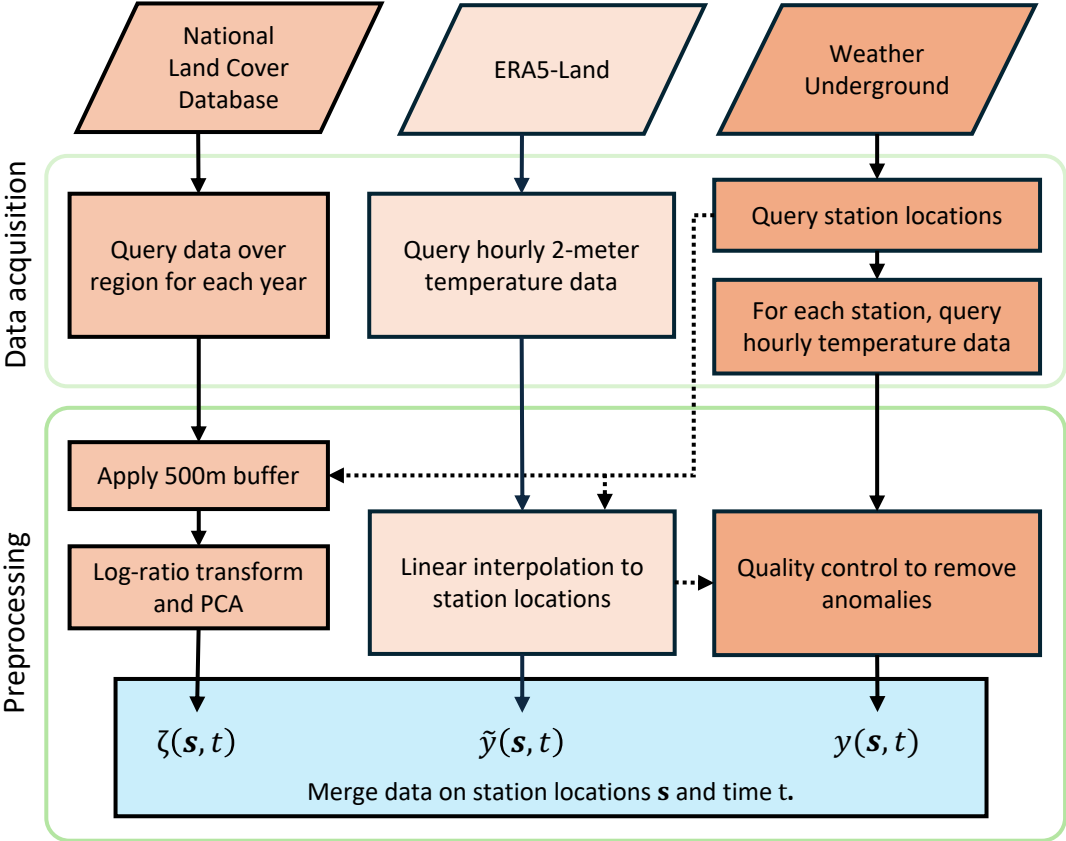 National
Land Cover
Database
ERA5-Land
Weather
Underground
Data acquisition
Query data over
region for each year
Query hourly 2-meter
temperature data
Query station locations
For each station, query
hourly temperature data
Preprocessing
Apply 500m buffer
Log-ratio transform
and PCA
Linear interpolation to
station locations
Quality control to remove
anomalies
ζ(s, t)
ỹ(s, t)
y(s, t)
Merge data on station locations s and time t.